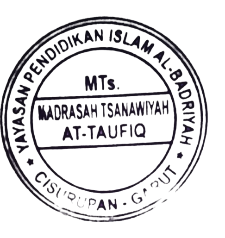 YAYASAN PENDIDIKAN ISLAM AL-BADRIYAH
MTs.
MADRASAH TSANAWIYAH
AT-TAUFIQ
★ CISURUPAN - GARUT ★